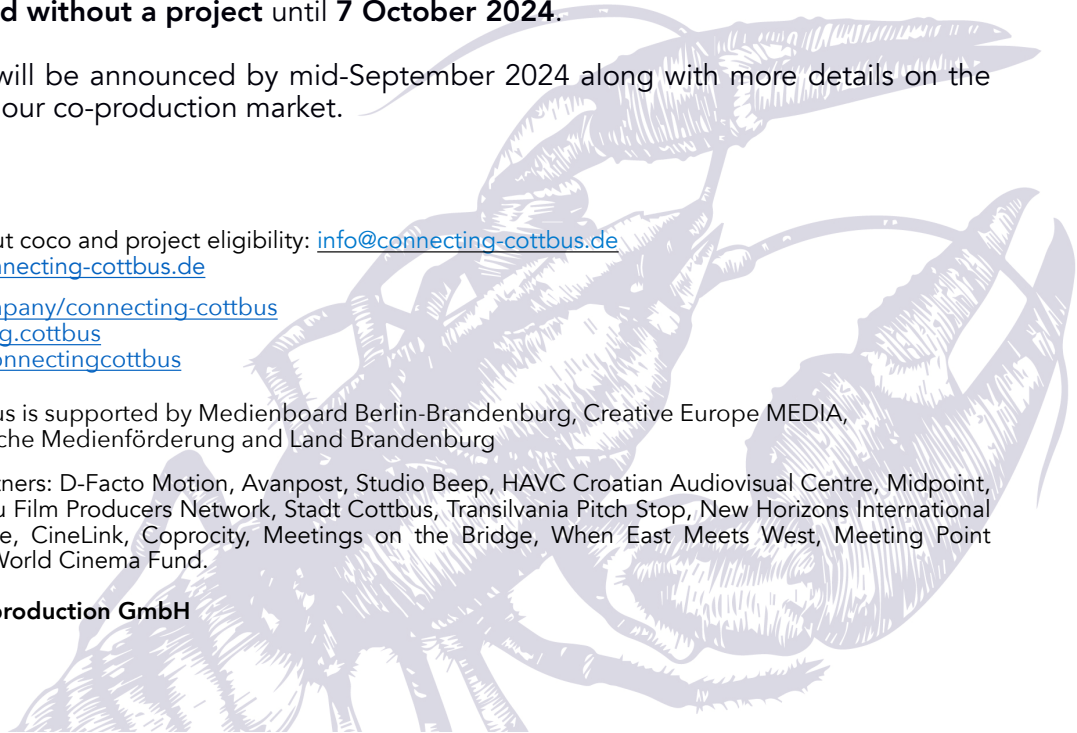 d without a project until 7 October 2024.
will be announced by mid-September 2024 along with more details on the
our co-production market.
ut coco and project eligibility: info@connecting-cottbus.de
nnecting-cottbus.de
mpany/connecting-cottbus
g.cottbus
onnectingcottbus
us is supported by Medienboard Berlin-Brandenburg, Creative Europe MEDIA,
che Medienförderung and Land Brandenburg
tners: D-Facto Motion, Avanpost, Studio Beep, HAVC Croatian Audiovisual Centre, Midpoint,
u Film Producers Network, Stadt Cottbus, Transilvania Pitch Stop, New Horizons International
e, CineLink, Coprocity, Meetings on the Bridge, When East Meets West, Meeting Point
World Cinema Fund.
production GmbH